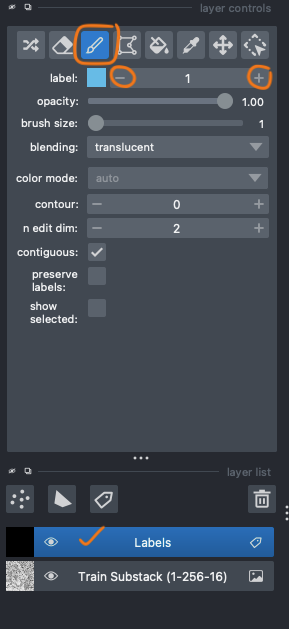 layer controls
label: 1
opacity: 1.00
brush size: 1
blending: translucent
color mode: auto
contour: 0
n edit dim: 2
contiguous:
preserve
labels:
show
selected:
layer list
Labels
Train Substack (1-256-16)